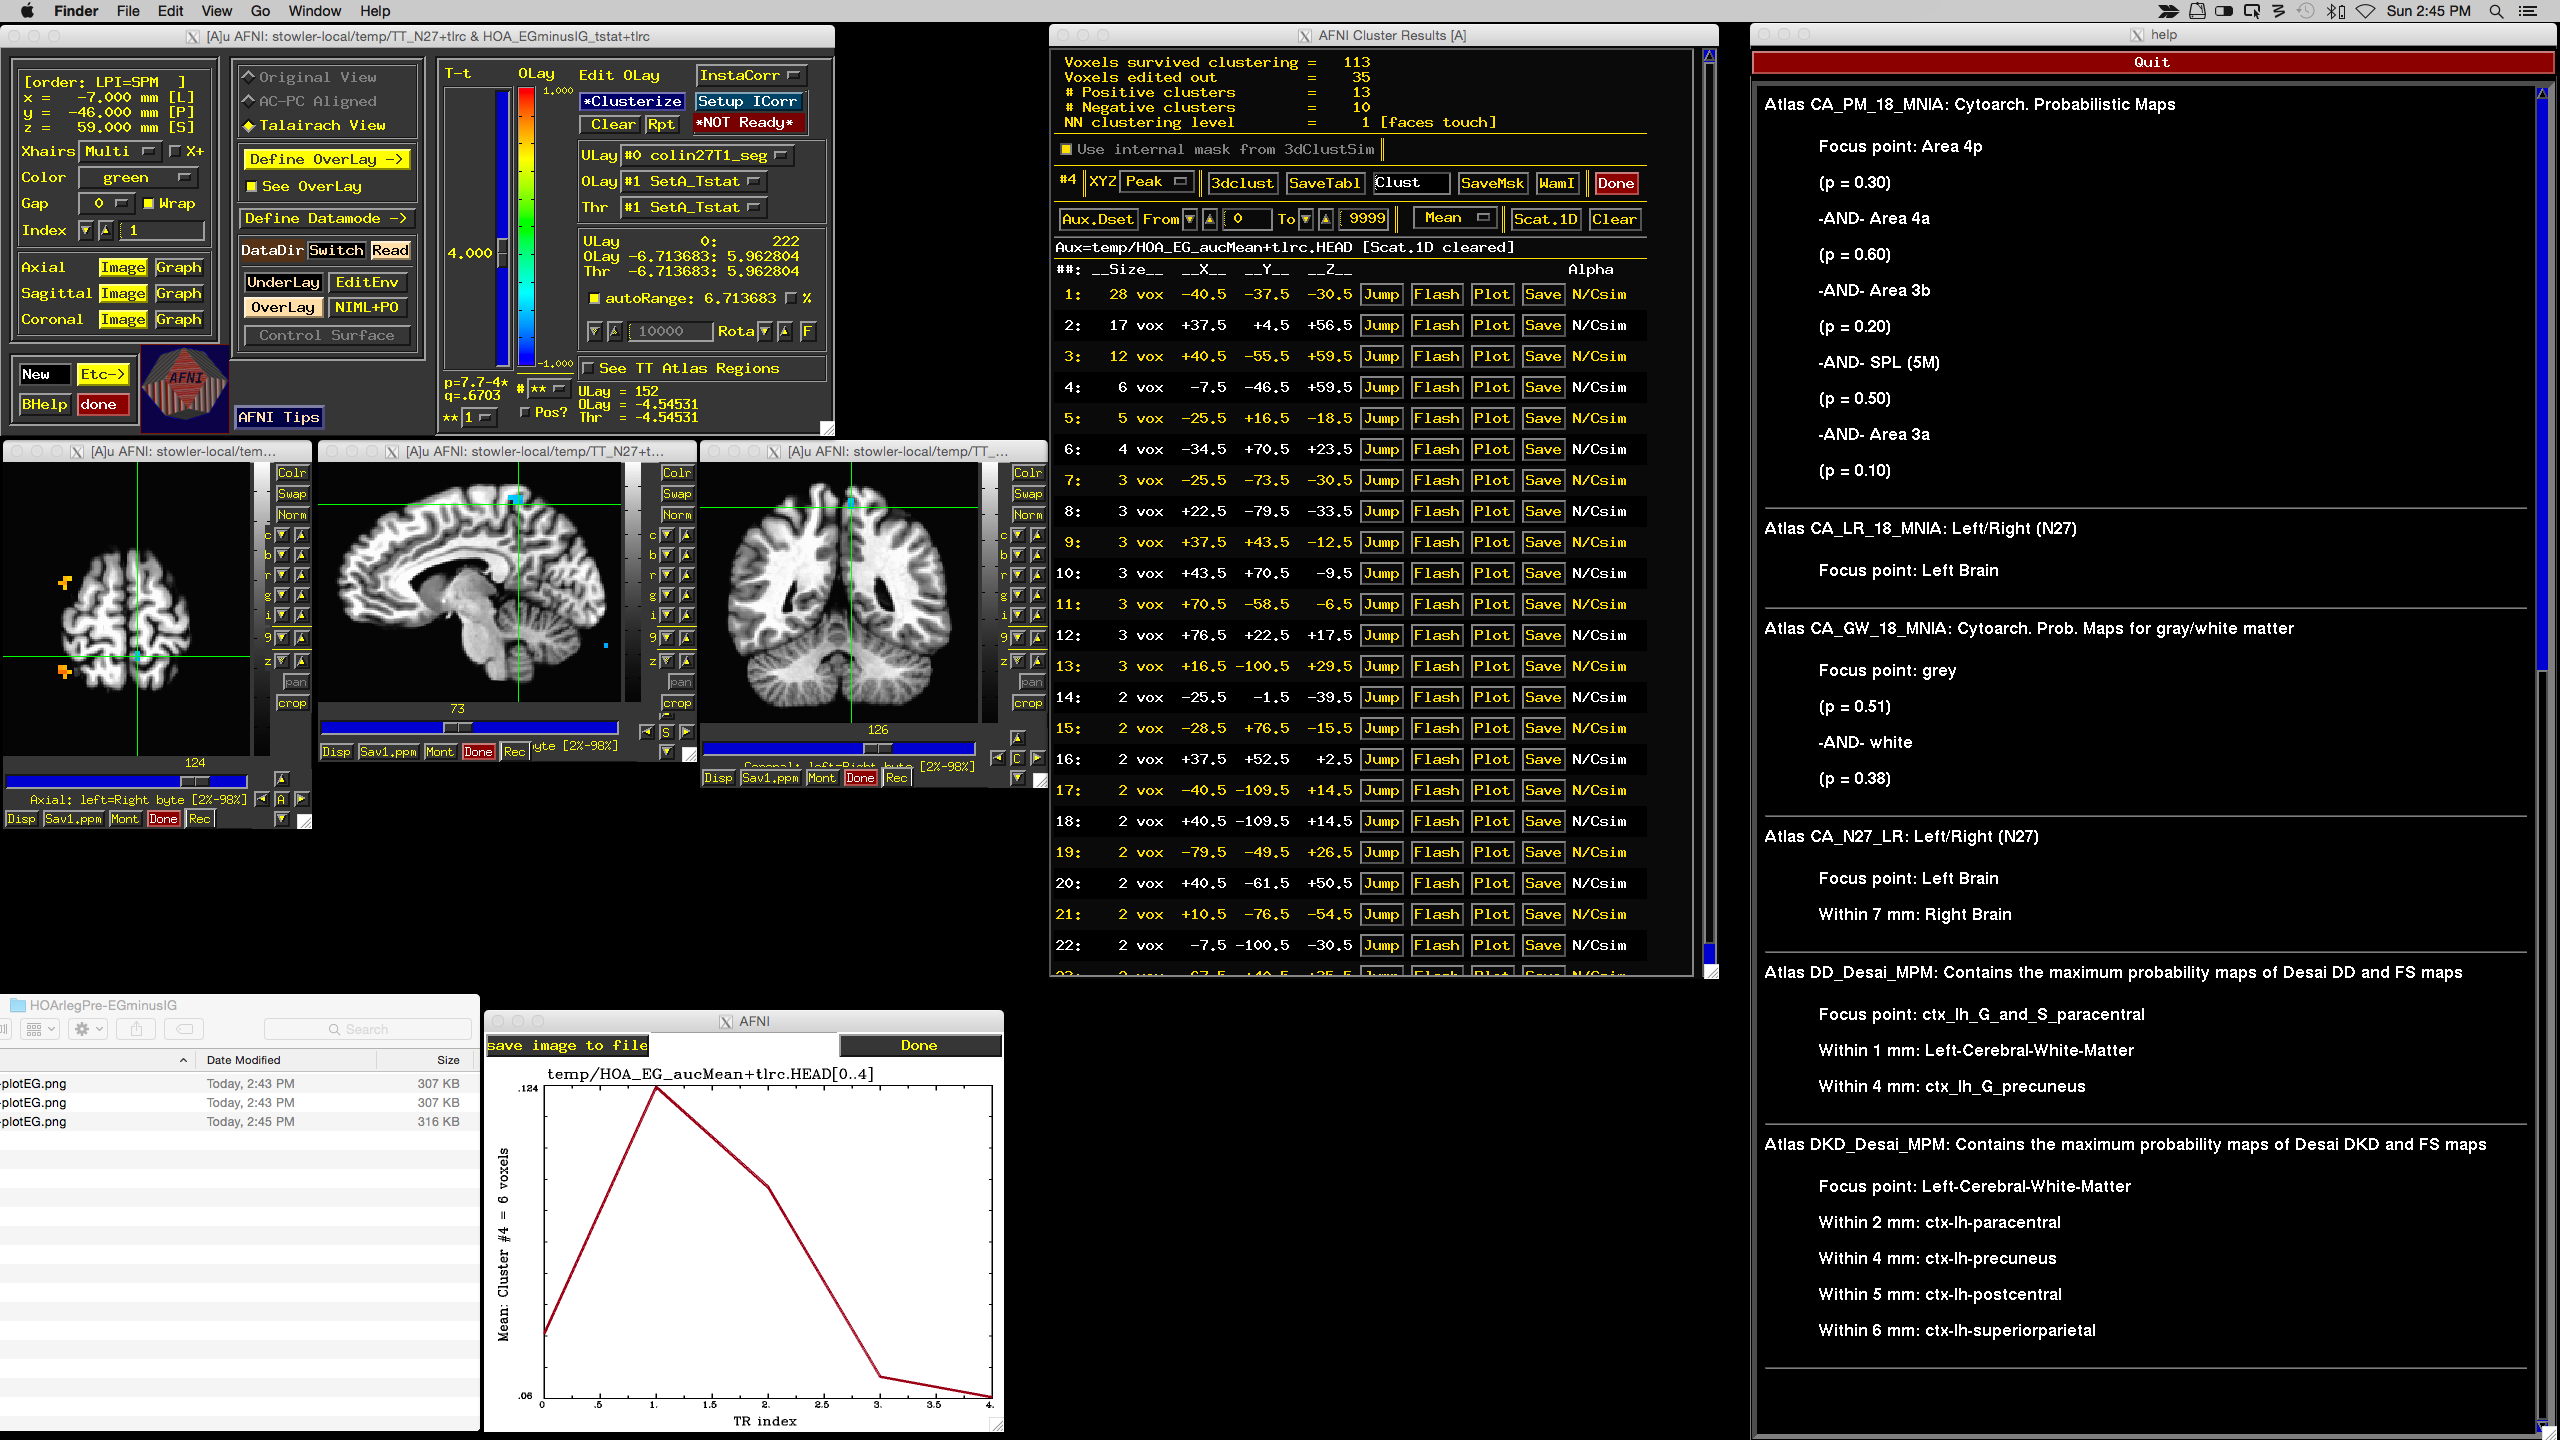 Finder File Edit View Go Window Help
Sun 2:45 PM
[A]u AFNI: stowler-local/temp/TT_N27+tlrc & HOA_EGminusIG_tstat+tlrc
[order: LPI=SPM ]
x = -7.000 mm [L]
y = -46.000 mm [P]
z = 59.000 mm [S]
Xhairs Multi X+
Color green
Gap 0 Wrap
Index 1
Axial Image Graph
Sagittal Image Graph
Coronal Image Graph
New Etc->
BHelp done
AFNI
AFNI Tips
Original View
AC-PC Aligned
Talairach View
Define OverLay ->
See OverLay
Define Datamode ->
DataDir Switch Read
UnderLay EditEnv
OverLay NIML+PO
Control Surface
T-t
4.000
p=7.7-4*
q=.6703
** 1
OLay
1.000
-1.000
# **
Pos?
Edit OLay InstaCorr
*Clusterize Setup ICorr
Clear Rpt *NOT Ready*
ULay #0 colin27T1_seg
OLay #1 SetA_Tstat
Thr #1 SetA_Tstat
ULay 0: 222
OLay -6.713683: 5.962804
Thr -6.713683: 5.962804
autoRange: 6.713683 %
10000 Rota F
See TT Atlas Regions
ULay = 152
OLay = -4.54531
Thr = -4.54531
[A]u AFNI: stowler-local/tem...
Colr
Swap
Norm
c
b
r
g
i
9
z
pan
crop
124
Axial: left=Right byte [2%-98%]
A
Disp Sav1.ppm Mont Done Rec
[A]u AFNI: stowler-local/temp/TT_N27+t...
Colr
Swap
Norm
c
b
r
g
i
9
z
pan
crop
73
S
Disp Sav1.ppm Mont Done Rec yte [2%-98%]
[A]u AFNI: stowler-local/temp/TT_...
Colr
Swap
Norm
c
b
r
g
i
9
z
pan
crop
126
Coronal: left=Right byte [2%-98%]
C
Disp Sav1.ppm Mont Done Rec
AFNI Cluster Results [A]
Voxels survived clustering = 113
Voxels edited out = 35
# Positive clusters = 13
# Negative clusters = 10
NN clustering level = 1 [faces touch]
Use internal mask from 3dClustSim
#4 XYZ Peak 3dclust SaveTabl Clust SaveMsk WamI Done
Aux.Dset From 0 To 9999 Mean Scat.1D Clear
Aux=temp/HOA_EG_aucMean+tlrc.HEAD [Scat.1D cleared]
##: __Size__ __X__ __Y__ __Z__ Alpha
1: 28 vox -40.5 -37.5 -30.5 Jump Flash Plot Save N/Csim
2: 17 vox +37.5 +4.5 +56.5 Jump Flash Plot Save N/Csim
3: 12 vox +40.5 -55.5 +59.5 Jump Flash Plot Save N/Csim
4: 6 vox -7.5 -46.5 +59.5 Jump Flash Plot Save N/Csim
5: 5 vox -25.5 +16.5 -18.5 Jump Flash Plot Save N/Csim
6: 4 vox -34.5 +70.5 +23.5 Jump Flash Plot Save N/Csim
7: 3 vox -25.5 -73.5 -30.5 Jump Flash Plot Save N/Csim
8: 3 vox +22.5 -79.5 -33.5 Jump Flash Plot Save N/Csim
9: 3 vox +37.5 +43.5 -12.5 Jump Flash Plot Save N/Csim
10: 3 vox +43.5 +70.5 -9.5 Jump Flash Plot Save N/Csim
11: 3 vox +70.5 -58.5 -6.5 Jump Flash Plot Save N/Csim
12: 3 vox +76.5 +22.5 +17.5 Jump Flash Plot Save N/Csim
13: 3 vox +16.5 -100.5 +29.5 Jump Flash Plot Save N/Csim
14: 2 vox -25.5 -1.5 -39.5 Jump Flash Plot Save N/Csim
15: 2 vox -28.5 +76.5 -15.5 Jump Flash Plot Save N/Csim
16: 2 vox +37.5 +52.5 +2.5 Jump Flash Plot Save N/Csim
17: 2 vox -40.5 -109.5 +14.5 Jump Flash Plot Save N/Csim
18: 2 vox +40.5 -109.5 +14.5 Jump Flash Plot Save N/Csim
19: 2 vox -79.5 -49.5 +26.5 Jump Flash Plot Save N/Csim
20: 2 vox +40.5 -61.5 +50.5 Jump Flash Plot Save N/Csim
21: 2 vox +10.5 -76.5 -54.5 Jump Flash Plot Save N/Csim
22: 2 vox -7.5 -100.5 -30.5 Jump Flash Plot Save N/Csim
HOArlegPre-EGminusIG
Search
Date Modified Size
-plotEG.png Today, 2:43 PM 307 KB
-plotEG.png Today, 2:43 PM 307 KB
-plotEG.png Today, 2:45 PM 316 KB
AFNI
save image to file Done
temp/HOA_EG_aucMean+tlrc.HEAD[0..4]
.124
Mean: Cluster #4 = 6 voxels
.06
0 .5 1. 1.5 2. 2.5 3. 3.5 4.
TR index
help
Quit
Atlas CA_PM_18_MNIA: Cytoarch. Probabilistic Maps
Focus point: Area 4p
(p = 0.30)
-AND- Area 4a
(p = 0.60)
-AND- Area 3b
(p = 0.20)
-AND- SPL (5M)
(p = 0.50)
-AND- Area 3a
(p = 0.10)
Atlas CA_LR_18_MNIA: Left/Right (N27)
Focus point: Left Brain
Atlas CA_GW_18_MNIA: Cytoarch. Prob. Maps for gray/white matter
Focus point: grey
(p = 0.51)
-AND- white
(p = 0.38)
Atlas CA_N27_LR: Left/Right (N27)
Focus point: Left Brain
Within 7 mm: Right Brain
Atlas DD_Desai_MPM: Contains the maximum probability maps of Desai DD and FS maps
Focus point: ctx_lh_G_and_S_paracentral
Within 1 mm: Left-Cerebral-White-Matter
Within 4 mm: ctx_lh_G_precuneus
Atlas DKD_Desai_MPM: Contains the maximum probability maps of Desai DKD and FS maps
Focus point: Left-Cerebral-White-Matter
Within 2 mm: ctx-lh-paracentral
Within 4 mm: ctx-lh-precuneus
Within 5 mm: ctx-lh-postcentral
Within 6 mm: ctx-lh-superiorparietal